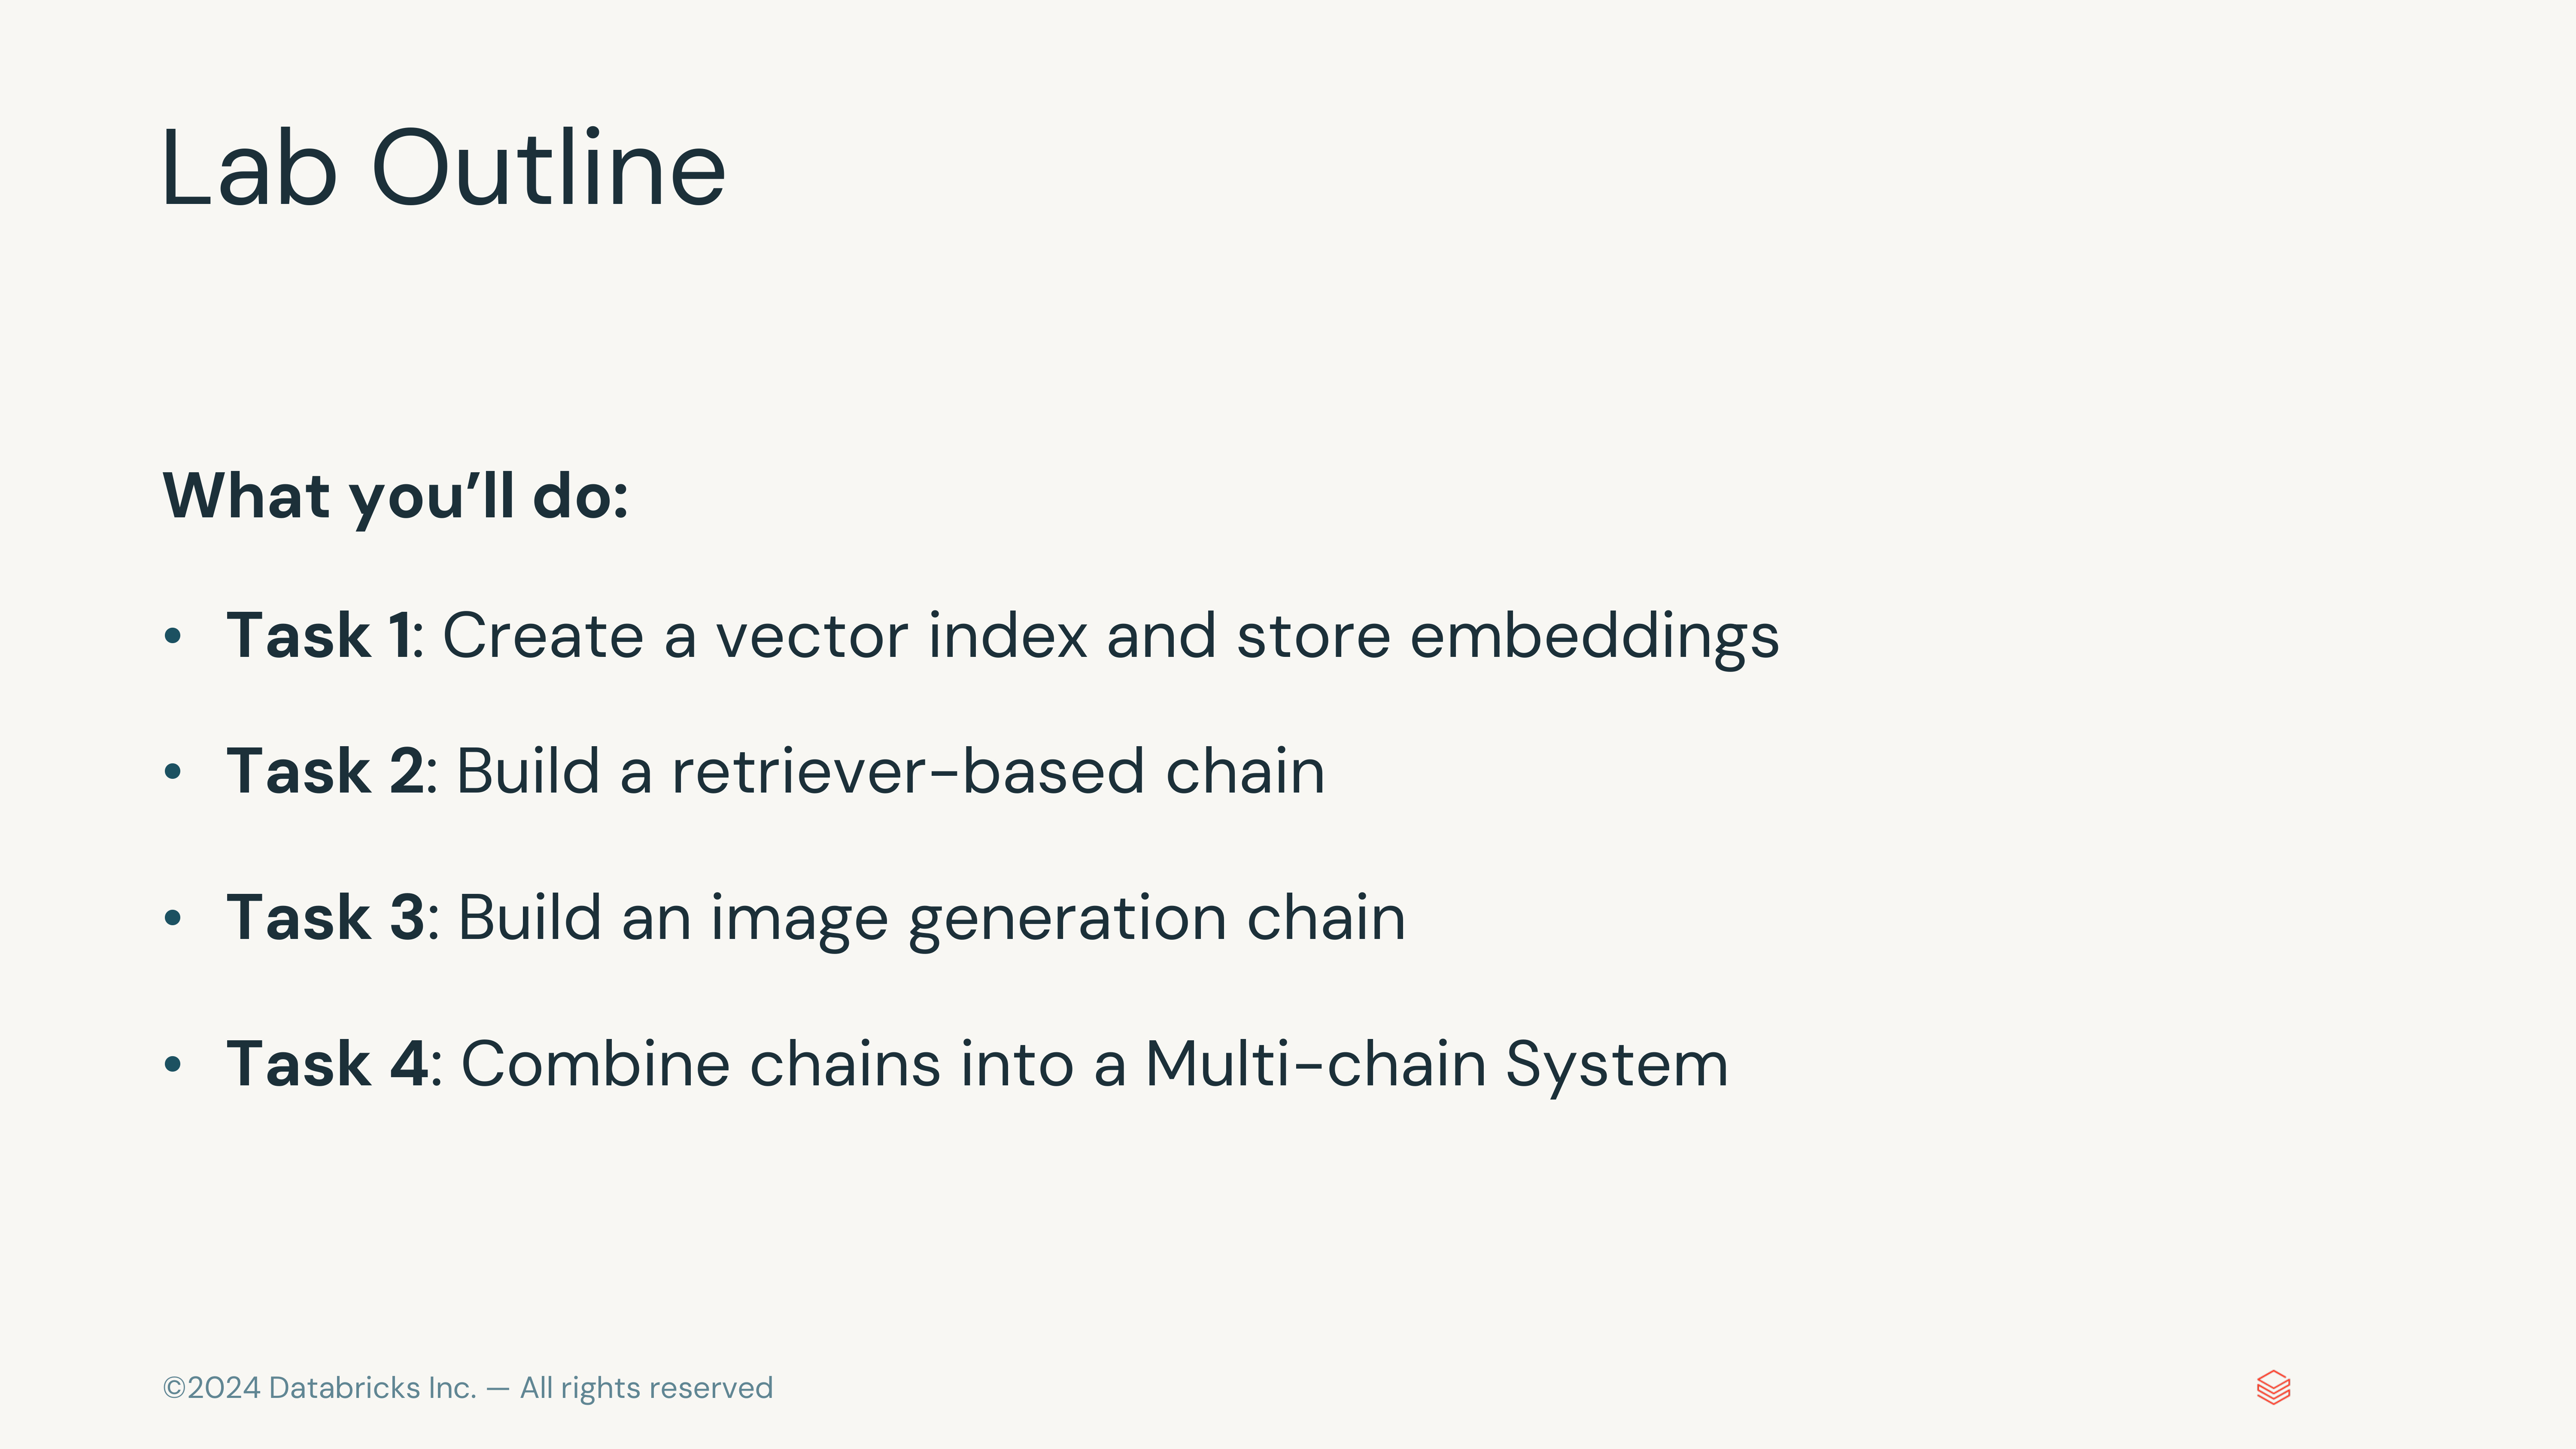 Lab Outline
What you’ll do:
• Task 1: Create a vector index and store embeddings
• Task 2: Build a retriever-based chain
• Task 3: Build an image generation chain
• Task 4: Combine chains into a Multi-chain System
©2024 Databricks Inc. — All rights reserved